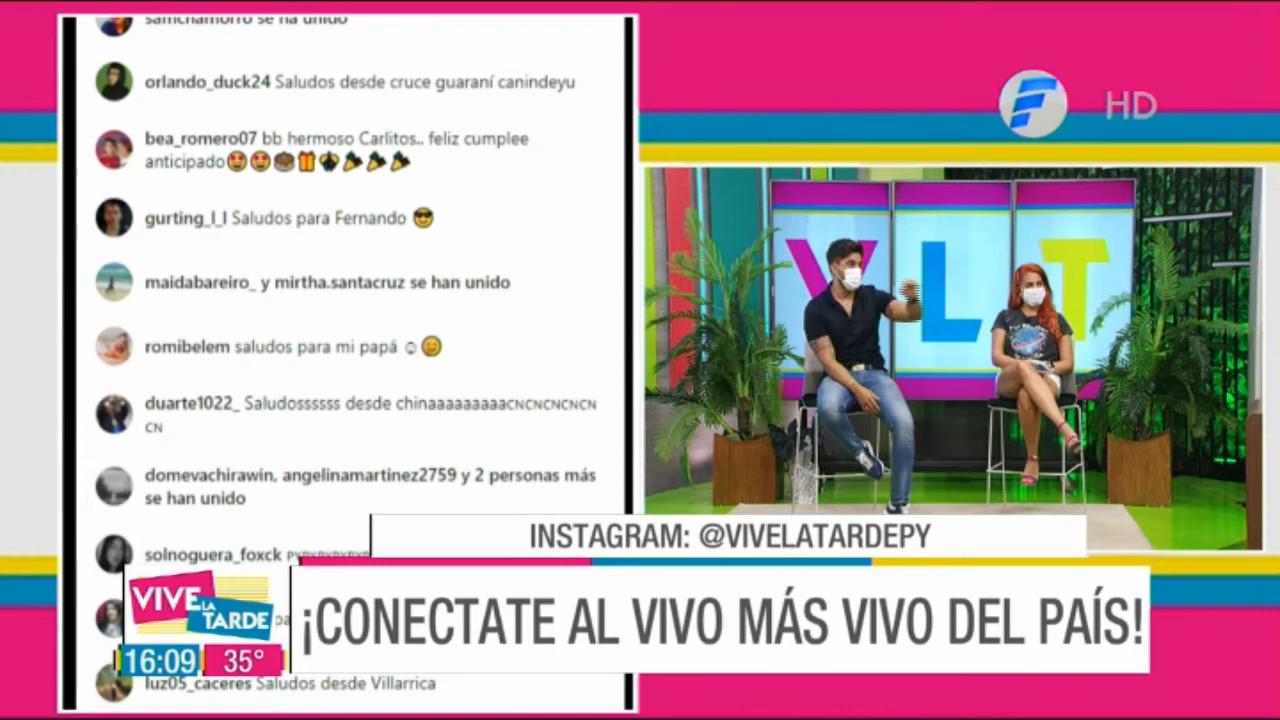 samchamorro se ha unido
orlando_duck24 Saludos desde cruce guaraní canindeyu
bea_romero07 bb hermoso Carlitos.. feliz cumplee
anticipado😍😍🎂🎁
gurting_l_l Saludos para Fernando 😎
maidabareiro_ y mirtha.santacruz se han unido
romibelem saludos para mi papá ☺😊
duarte1022_ Saludossssss desde chinaaaaaaaaaCNCNCNCNCN
CN
domevachirawin, angelinamartinez2759 y 2 personas más
se han unido
solnoguera_foxck
luz05_caceres Saludos desde Villarrica
HD
V L T
INSTAGRAM: @VIVELATARDEPY
VIVE LA TARDE
¡CONECTATE AL VIVO MÁS VIVO DEL PAÍS!
16:09 35°